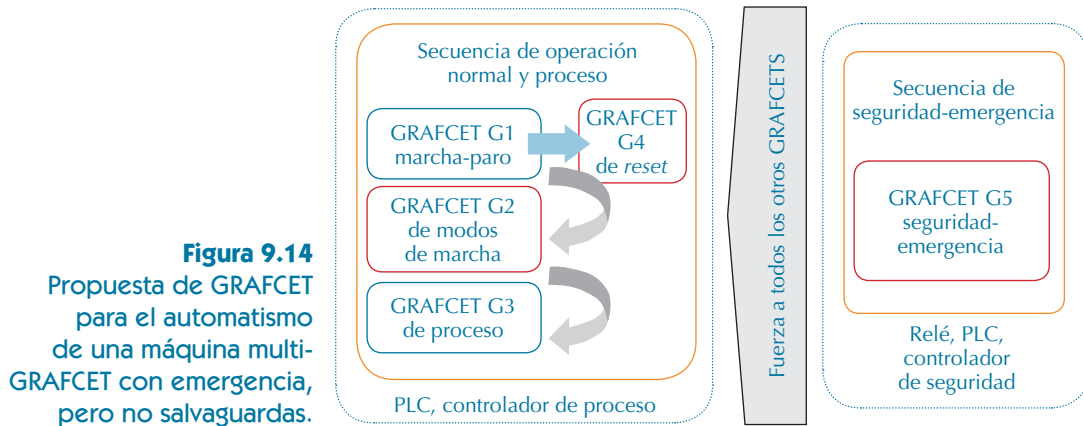 Figura 9.14
Propuesta de GRAFCET
para el automatismo
de una máquina multi-
GRAFCET con emergencia,
pero no salvaguardas.
Secuencia de operación
normal y proceso
GRAFCET G1
marcha-paro
GRAFCET
G4
de reset
GRAFCET G2
de modos
de marcha
GRAFCET G3
de proceso
PLC, controlador de proceso
Fuerza a todos los otros GRAFCETS
Secuencia de
seguridad-emergencia
GRAFCET G5
seguridad-
emergencia
Relé, PLC,
controlador
de seguridad